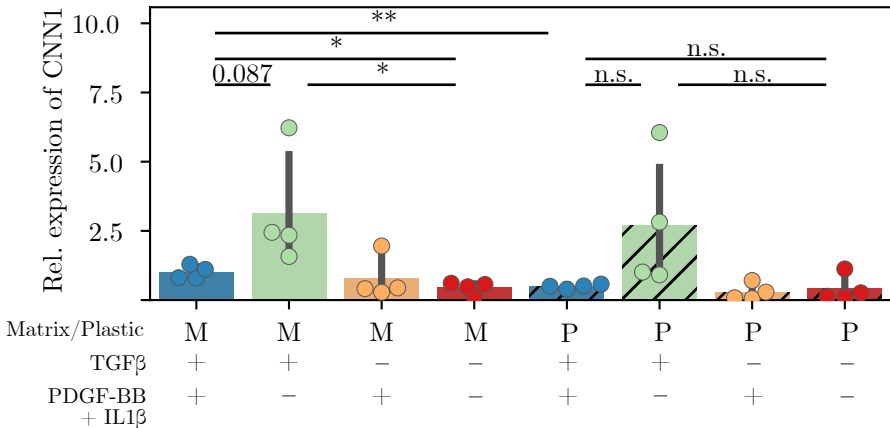 Rel. expression of CNN1
10.0
7.5
5.0
2.5
**
*
n.s.
0.087
*
n.s.
n.s.
Matrix/Plastic M M M M P P P P
TGFβ + + − − + + − −
PDGF-BB + − + − + − + −
+ IL1β